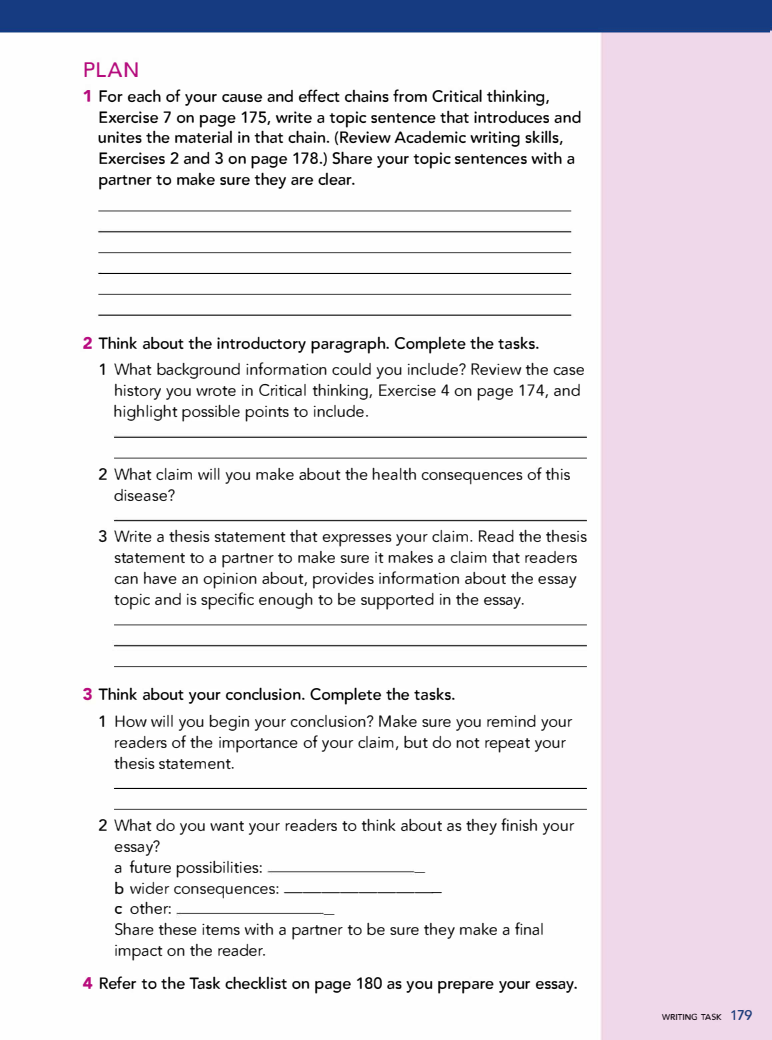 PLAN
1 For each of your cause and effect chains from Critical thinking,
Exercise 7 on page 175, write a topic sentence that introduces and
unites the material in that chain. (Review Academic writing skills,
Exercises 2 and 3 on page 178.) Share your topic sentences with a
partner to make sure they are clear.
2 Think about the introductory paragraph. Complete the tasks.
1 What background information could you include? Review the case
history you wrote in Critical thinking, Exercise 4 on page 174, and
highlight possible points to include.
2 What claim will you make about the health consequences of this
disease?
3 Write a thesis statement that expresses your claim. Read the thesis
statement to a partner to make sure it makes a claim that readers
can have an opinion about, provides information about the essay
topic and is specific enough to be supported in the essay.
3 Think about your conclusion. Complete the tasks.
1 How will you begin your conclusion? Make sure you remind your
readers of the importance of your claim, but do not repeat your
thesis statement.
2 What do you want your readers to think about as they finish your
essay?
a future possibilities:
b wider consequences:
c other:
Share these items with a partner to be sure they make a final
impact on the reader.
4 Refer to the Task checklist on page 180 as you prepare your essay.
WRITING TASK 179